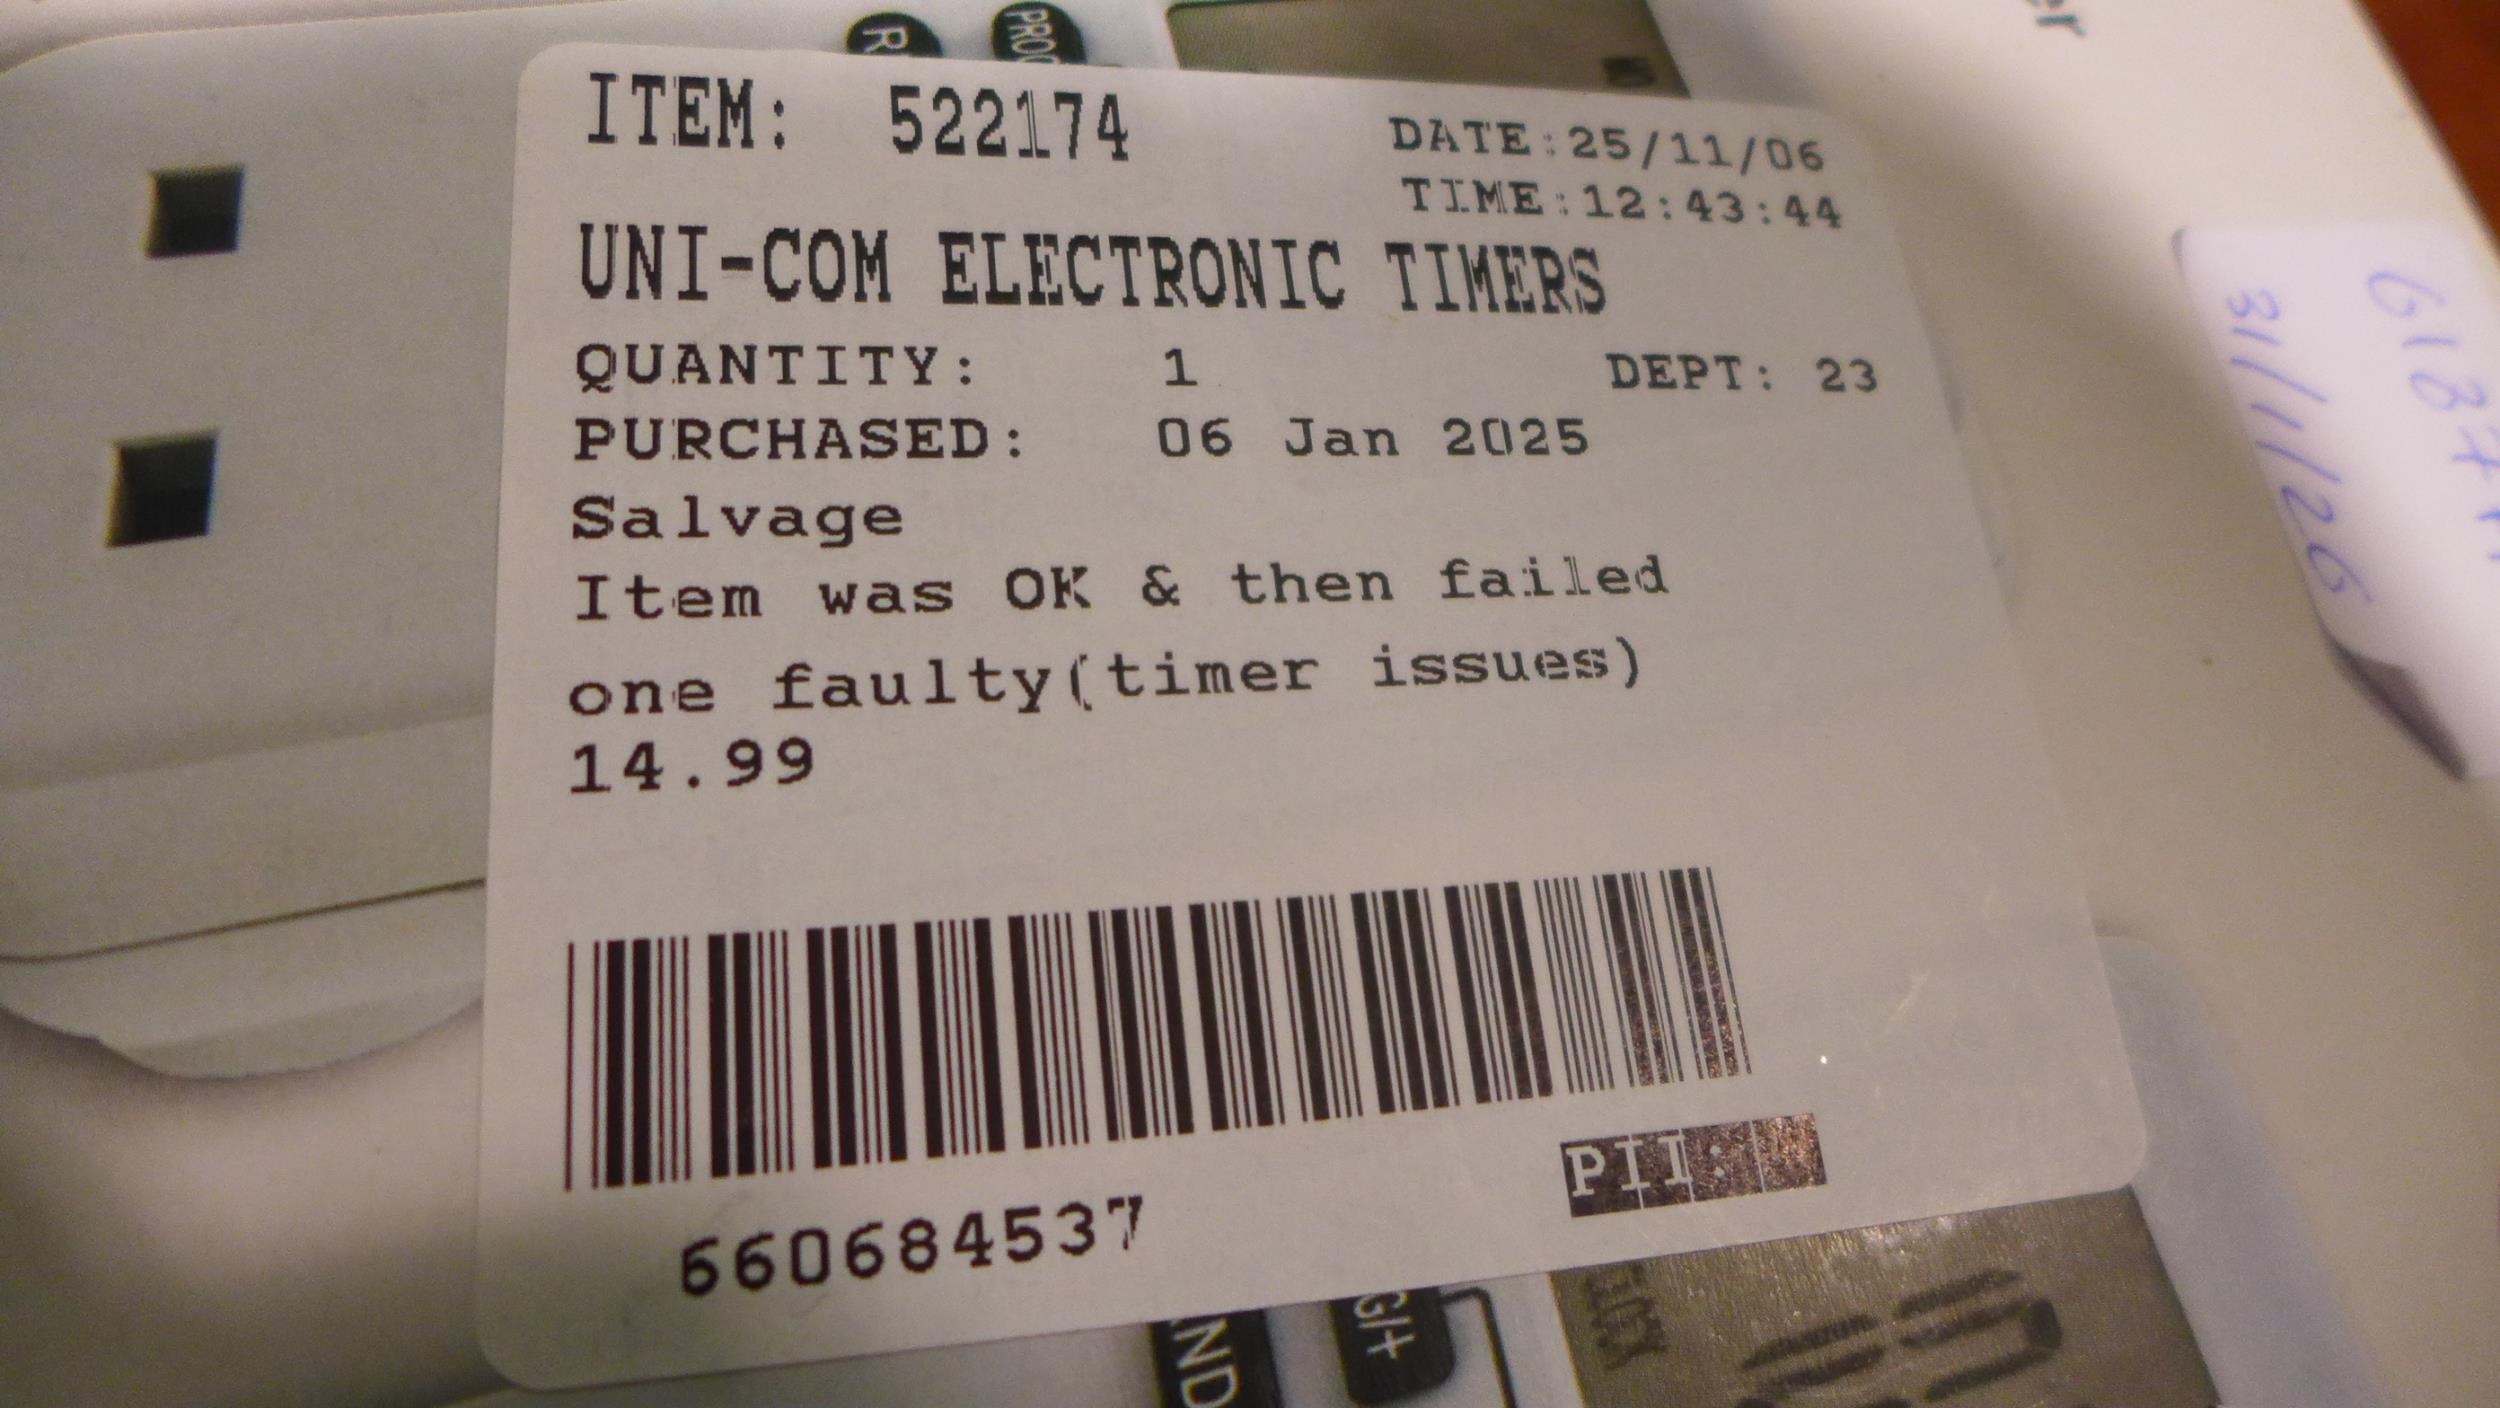 ITEM: 522174
DATE:25/11/06
TIME:12:43:44
UNI-COM ELECTRONIC TIMERS
QUANTITY: 1 DEPT: 23
PURCHASED: 06 Jan 2025
Salvage
Item was OK & then failed
one faulty(timer issues)
14.99
660684537
PII:
31/11/26
G/+